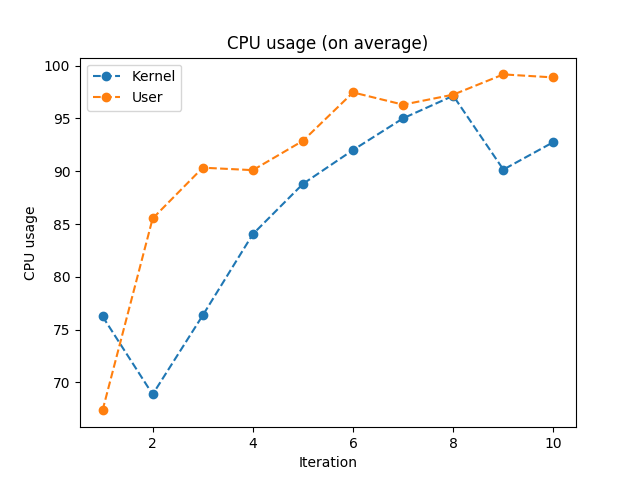 CPU usage (on average)
Kernel
User
100
95
90
85
80
75
70
CPU usage
2 4 6 8 10
Iteration